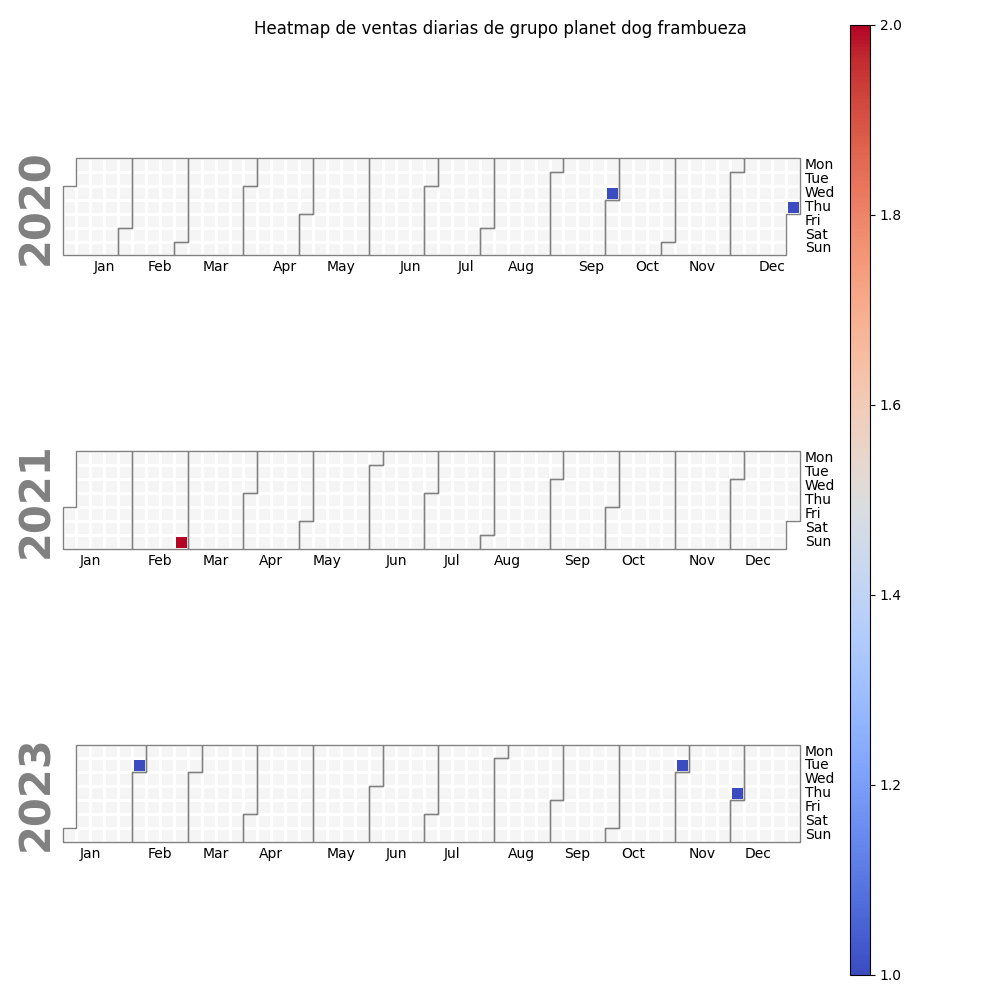 Heatmap de ventas diarias de grupo planet dog frambueza
2.0
1.8
1.6
1.4
1.2
1.0
2020
Mon
Tue
Wed
Thu
Fri
Sat
Sun
Jan Feb Mar Apr May Jun Jul Aug Sep Oct Nov Dec
2021
Mon
Tue
Wed
Thu
Fri
Sat
Sun
Jan Feb Mar Apr May Jun Jul Aug Sep Oct Nov Dec
2023
Mon
Tue
Wed
Thu
Fri
Sat
Sun
Jan Feb Mar Apr May Jun Jul Aug Sep Oct Nov Dec